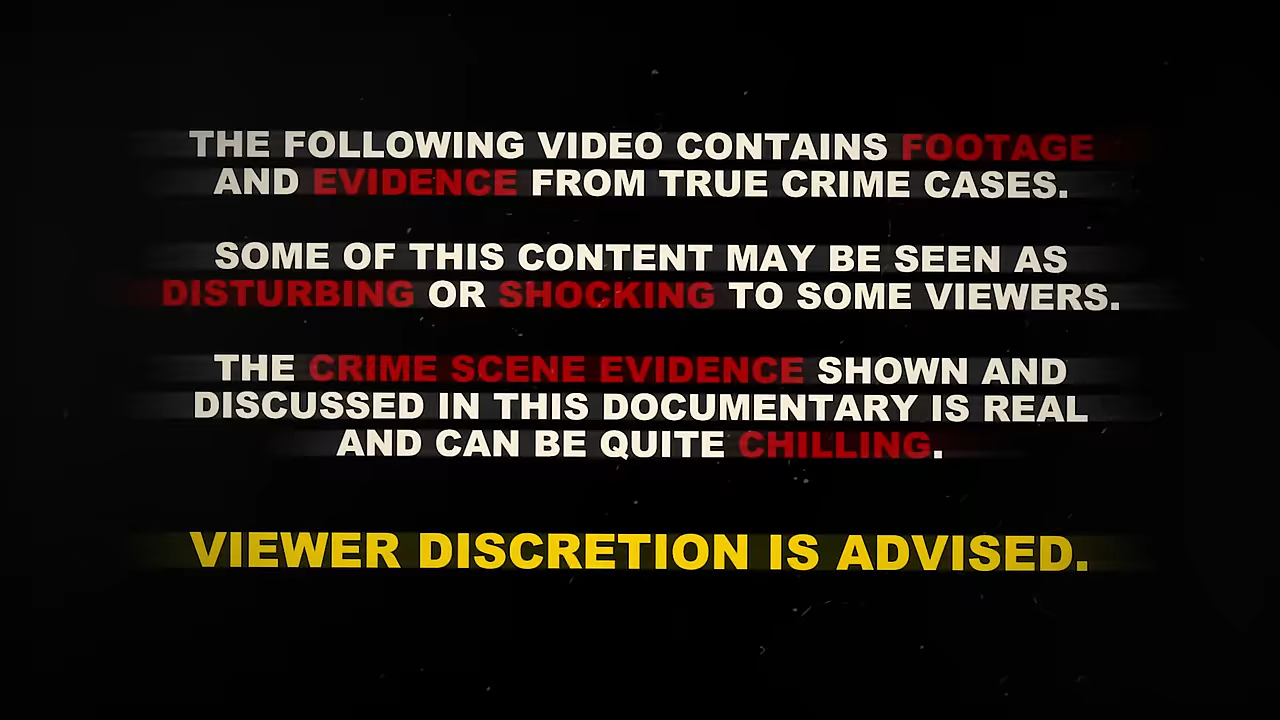 THE FOLLOWING VIDEO CONTAINS FOOTAGE
AND EVIDENCE FROM TRUE CRIME CASES.
SOME OF THIS CONTENT MAY BE SEEN AS
DISTURBING OR SHOCKING TO SOME VIEWERS.
THE CRIME SCENE EVIDENCE SHOWN AND
DISCUSSED IN THIS DOCUMENTARY IS REAL
AND CAN BE QUITE CHILLING.
VIEWER DISCRETION IS ADVISED.